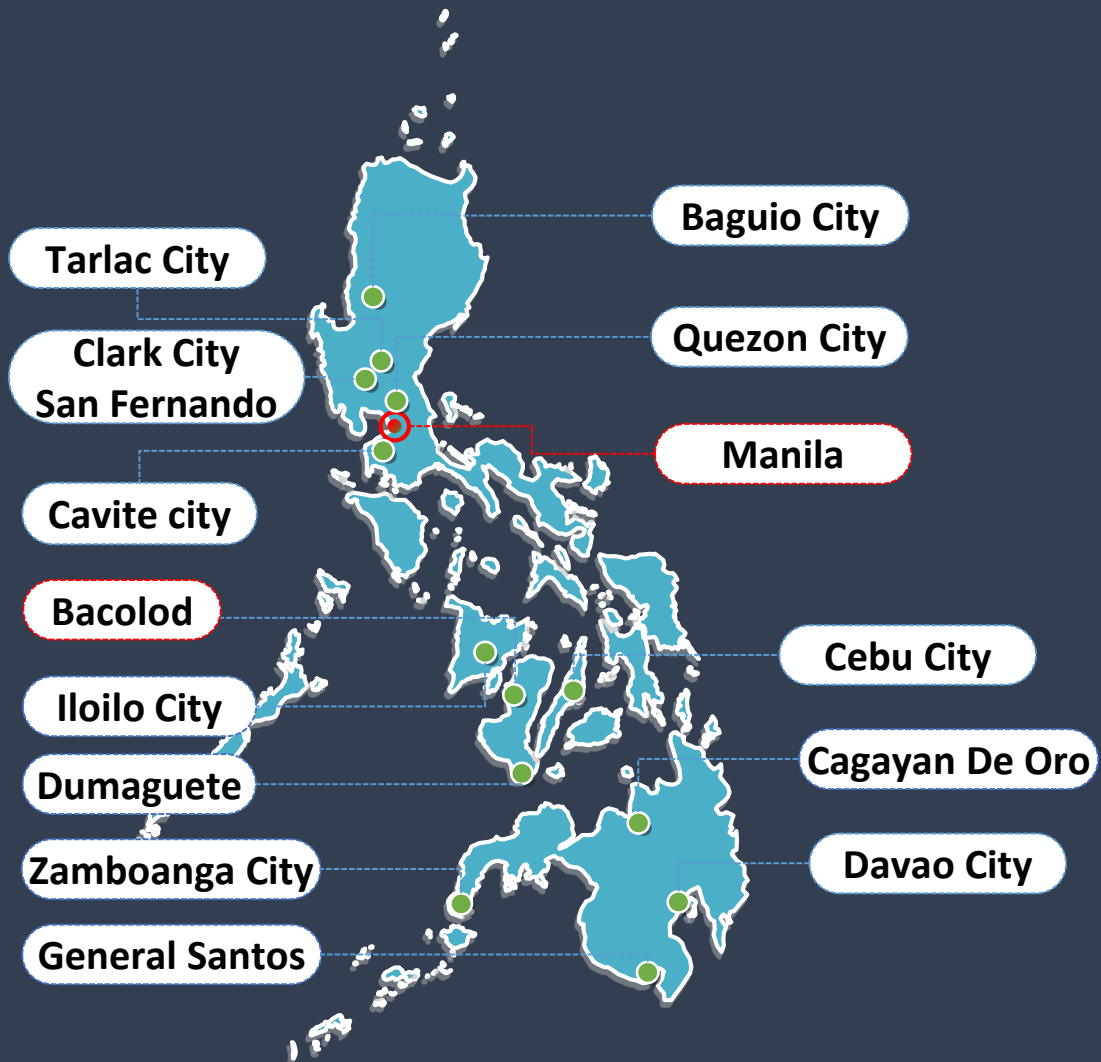 Baguio City
Tarlac City
Quezon City
Clark City
San Fernando
Manila
Cavite city
Bacolod
Cebu City
Iloilo City
Cagayan De Oro
Dumaguete
Zamboanga City
Davao City
General Santos